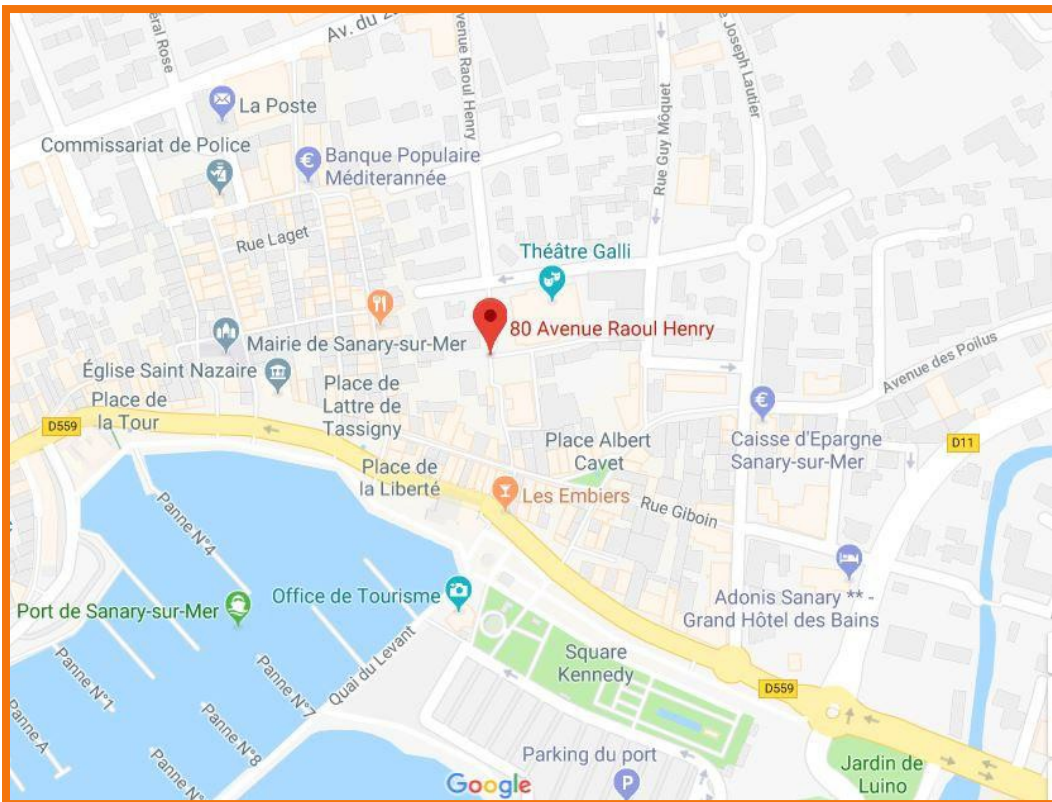 éral Rose
Av. du 2
venue Raoul Henry
e Joseph Lautier
La Poste
Commissariat de Police
Banque Populaire
Méditerannée
Rue Guy Môquet
Rue Laget
Théâtre Galli
80 Avenue Raoul Henry
Mairie de Sanary-sur-Mer
Église Saint Nazaire
Place de
la Tour
Place de
Lattre de
Tassigny
Avenue des Poilus
D559
Place Albert
Cavet
Caisse d'Epargne
Sanary-sur-Mer
D11
Place de
la Liberté
Les Embiers
Rue Giboin
Panne N°4
Office de Tourisme
Adonis Sanary ** -
Grand Hôtel des Bains
Port de Sanary-sur-Mer
Quai du Levant
Square
Kennedy
D559
Panne N°1
Panne N°7
Panne N°8
Panne A
Panne N°
Parking du port
P
Jardin de
Luino
Google